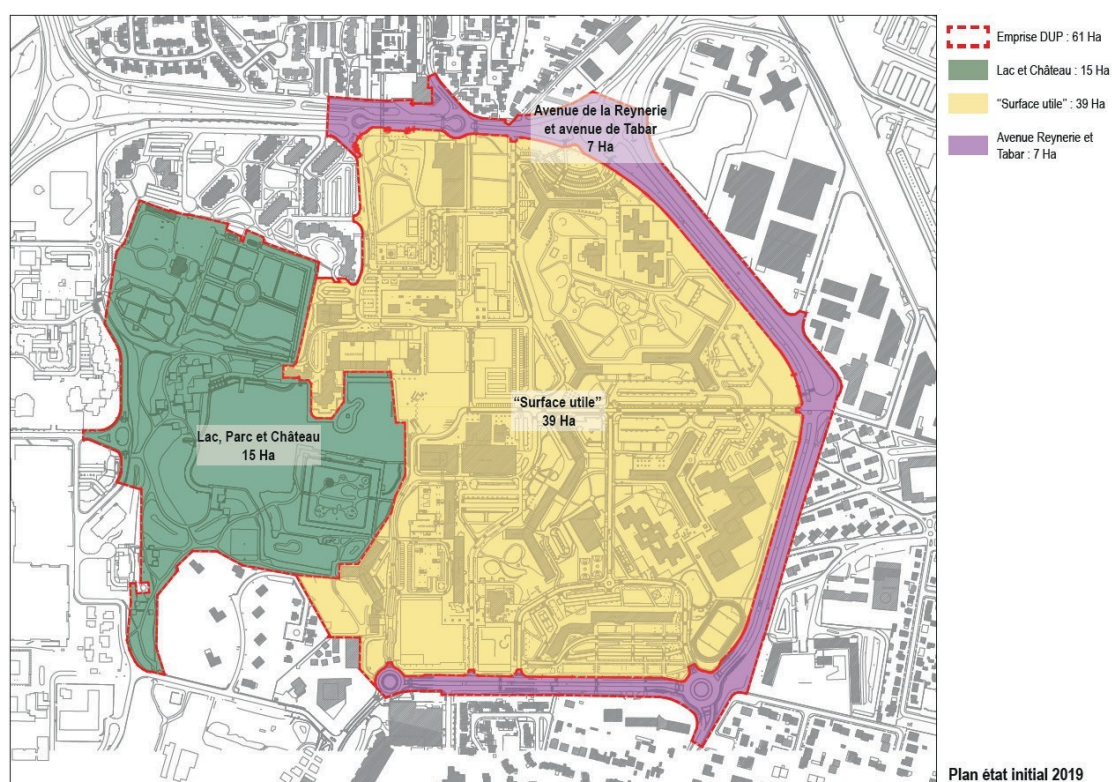 Emprise DUP : 61 Ha
Lac et Château : 15 Ha
"Surface utile" : 39 Ha
Avenue Reynerie et
Tabar : 7 Ha
Avenue de la Reynerie
et avenue de Tabar
7 Ha
“Surface utile”
39 Ha
Lac, Parc et Château
15 Ha
Plan état initial 2019